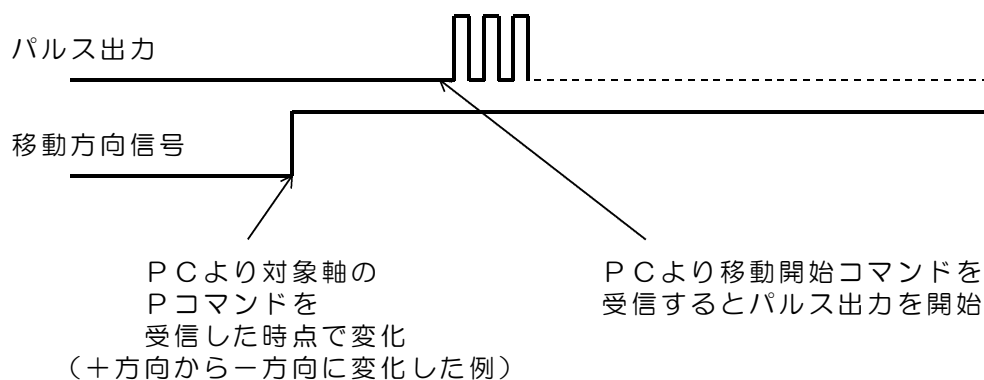 パルス出力
移動方向信号
ＰＣより対象軸の
Ｐコマンドを
受信した時点で変化
（＋方向から－方向に変化した例）
ＰＣより移動開始コマンドを
受信するとパルス出力を開始